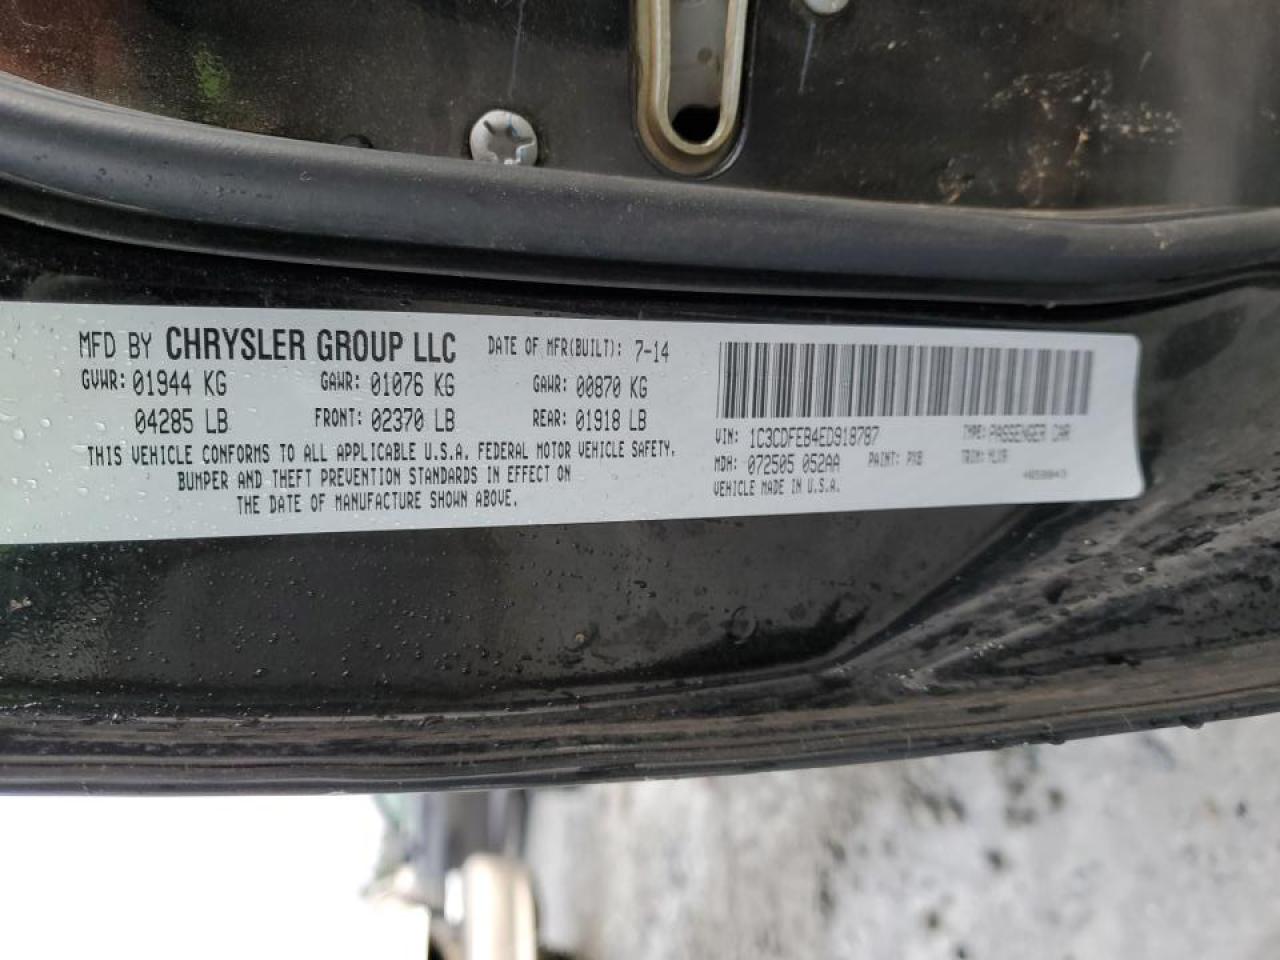 MFD BY CHRYSLER GROUP LLC DATE OF MFR(BUILT): 7-14
GVWR: 01944 KG GAWR: 01076 KG GAWR: 00870 KG
04285 LB FRONT: 02370 LB REAR: 01918 LB
THIS VEHICLE CONFORMS TO ALL APPLICABLE U.S.A. FEDERAL MOTOR VEHICLE SAFETY,
BUMPER AND THEFT PREVENTION STANDARDS IN EFFECT ON
THE DATE OF MANUFACTURE SHOWN ABOVE.
VIN: 1C3CDFEB4ED918787 TYPE: PASSENGER CAR
MDH: 072505 052AA PAINT: PXB TRIM:
VEHICLE MADE IN U.S.A.